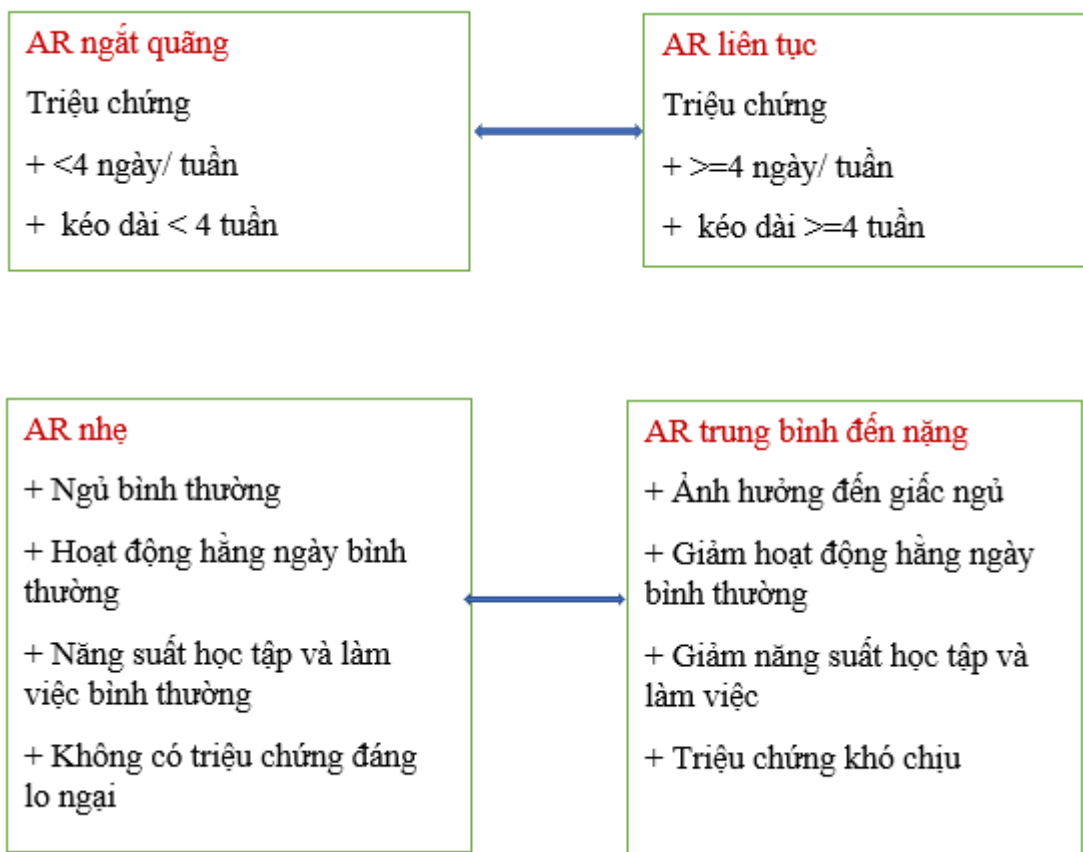 AR ngắt quãng
Triệu chứng
+ <4 ngày/ tuần
+ kéo dài < 4 tuần
AR liên tục
Triệu chứng
+ >=4 ngày/ tuần
+ kéo dài >=4 tuần
AR nhẹ
+ Ngủ bình thường
+ Hoạt động hằng ngày bình
thường
+ Năng suất học tập và làm
việc bình thường
+ Không có triệu chứng đáng
lo ngại
AR trung bình đến nặng
+ Ảnh hưởng đến giấc ngủ
+ Giảm hoạt động hằng ngày
bình thường
+ Giảm năng suất học tập và
làm việc
+ Triệu chứng khó chịu